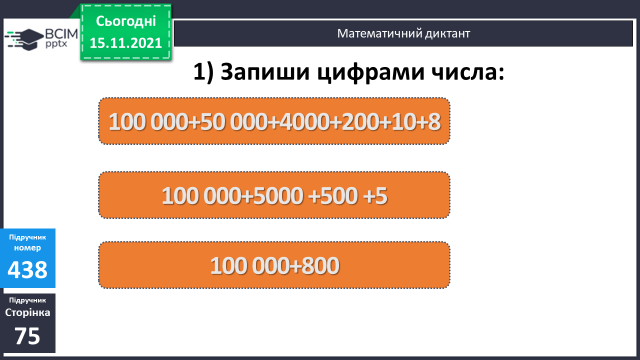 Сьогодні
15.11.2021
BCIM
pptx
Математичний диктант
1) Запиши цифрами числа:
100 000+50 000+4000+200+10+8
100 000+5000 +500 +5
100 000+800
Підручник
номер
438
Підручник
Сторінка
75